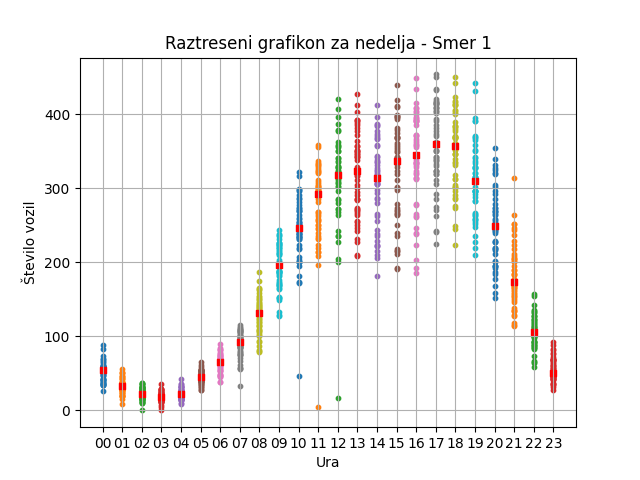 Raztreseni grafikon za nedelja - Smer 1
Število vozil
400
300
200
100
0
00 01 02 03 04 05 06 07 08 09 10 11 12 13 14 15 16 17 18 19 20 21 22 23
Ura